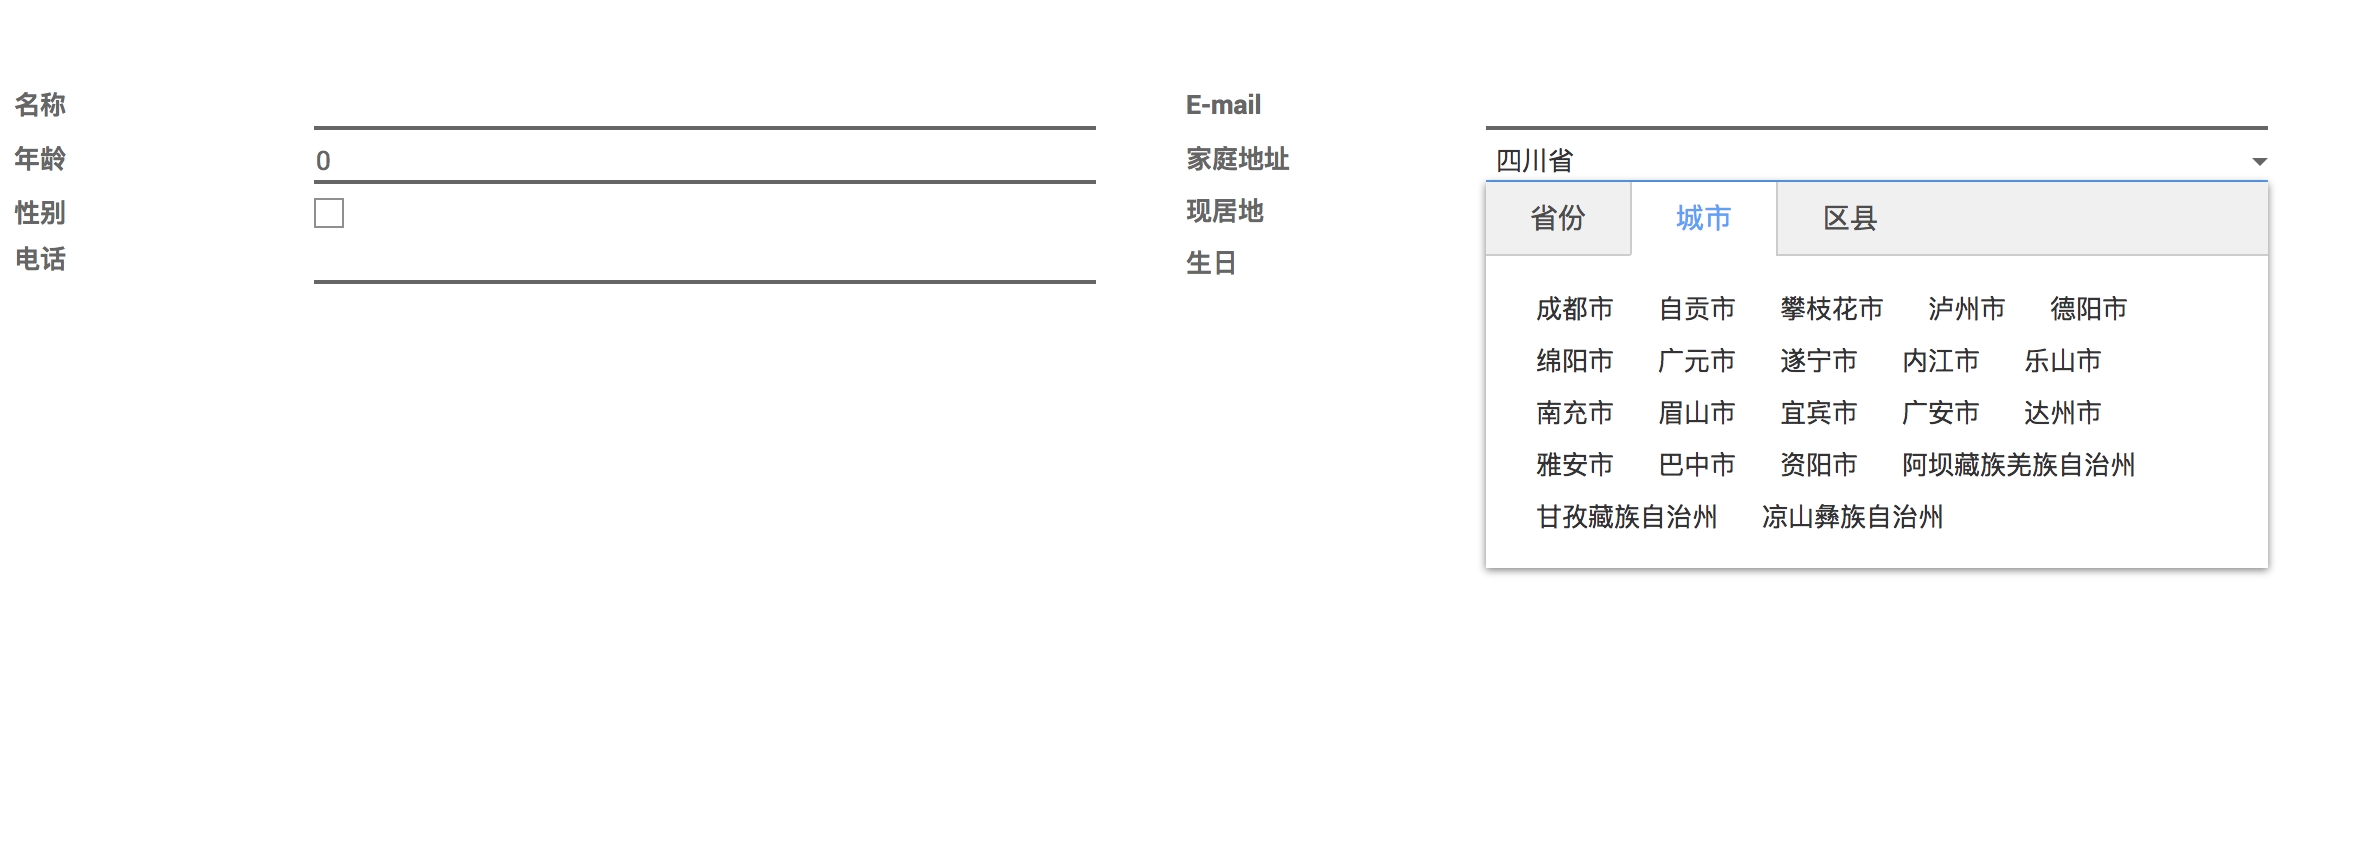 名称
E-mail
年龄 0
家庭地址 四川省
性别
现居地
电话
生日
省份 城市 区县
成都市 自贡市 攀枝花市 泸州市 德阳市
绵阳市 广元市 遂宁市 内江市 乐山市
南充市 眉山市 宜宾市 广安市 达州市
雅安市 巴中市 资阳市 阿坝藏族羌族自治州
甘孜藏族自治州 凉山彝族自治州